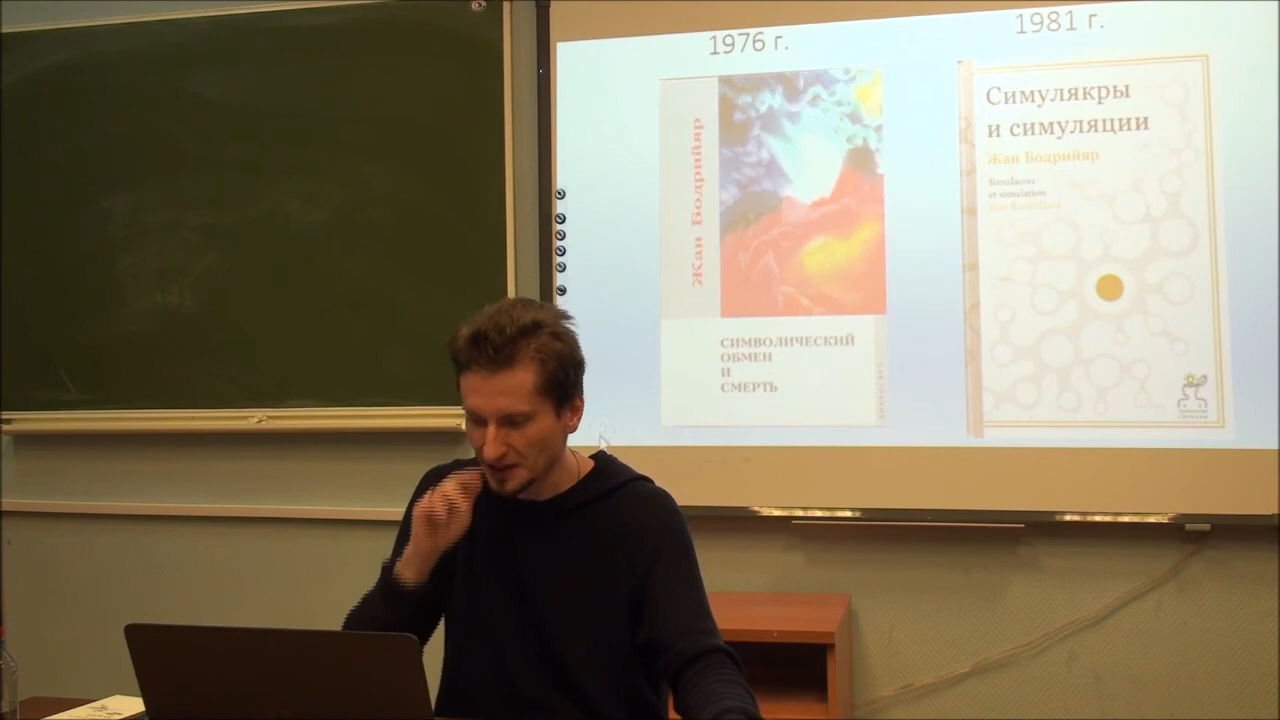 1976 г.
1981 г.
Жан Бодрийяр
СИМВОЛИЧЕСКИЙ
ОБМЕН
И
СМЕРТЬ
Симулякры
и симуляции
Жан Бодрийяр
Simulacres
et simulation